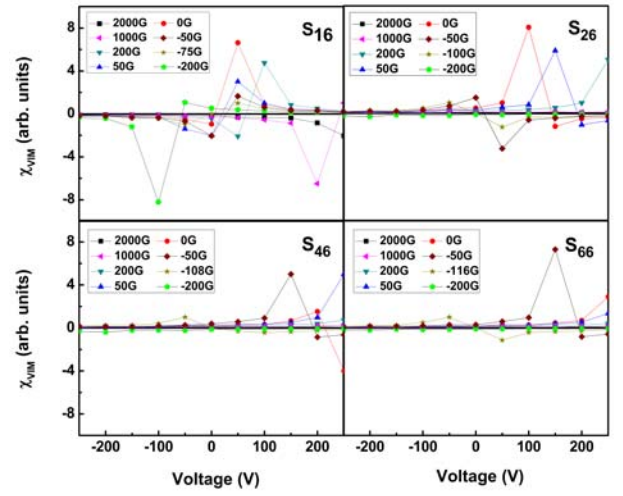 2000G 0G
1000G -50G
200G -75G
50G -200G
S16
2000G 0G
1000G -50G
200G -100G
50G -200G
S26
8
4
0
-4
-8
χVIM (arb. units)
2000G 0G
1000G -50G
200G -108G
50G -200G
S46
2000G 0G
1000G -50G
200G -116G
50G -200G
S66
8
4
0
-4
-8
χVIM (arb. units)
-200 -100 0 100 200 -200 -100 0 100 200
Voltage (V) Voltage (V)